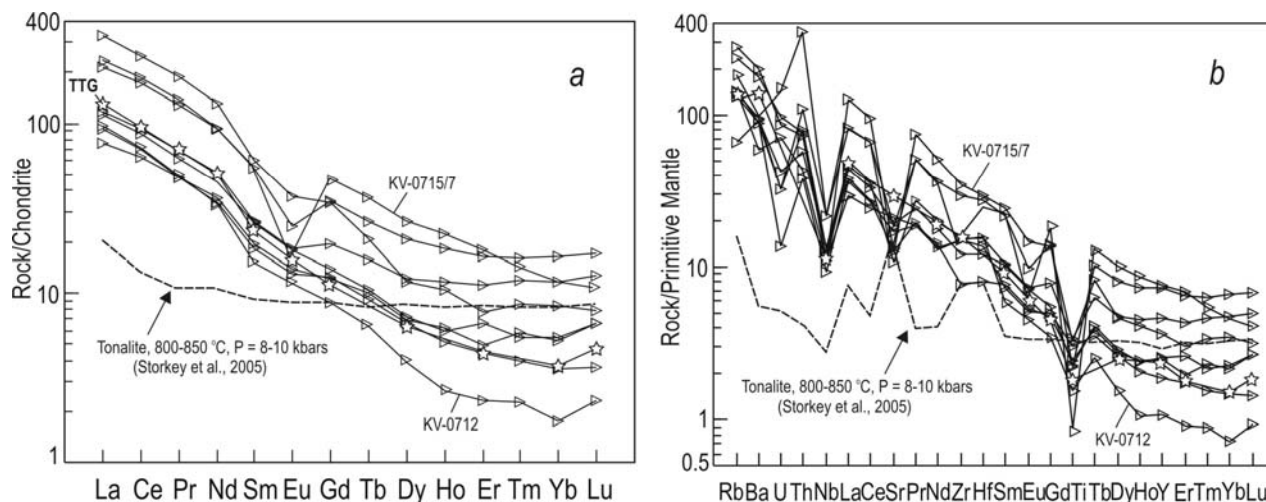 400
100
10
1
Rock/Chondrite
a
TTG
KV-0715/7
Tonalite, 800-850 °C, P = 8-10 kbars
(Storkey et al., 2005)
KV-0712
La Ce Pr Nd Sm Eu Gd Tb Dy Ho Er Tm Yb Lu
400
100
10
1
0.5
Rock/Primitive Mantle
b
KV-0715/7
Tonalite, 800-850 °C, P = 8-10 kbars
(Storkey et al., 2005)
KV-0712
Rb Ba U Th Nb La Ce Sr Pr Nd Zr Hf Sm Eu Gd Ti Tb Dy Ho Y Er Tm Yb Lu